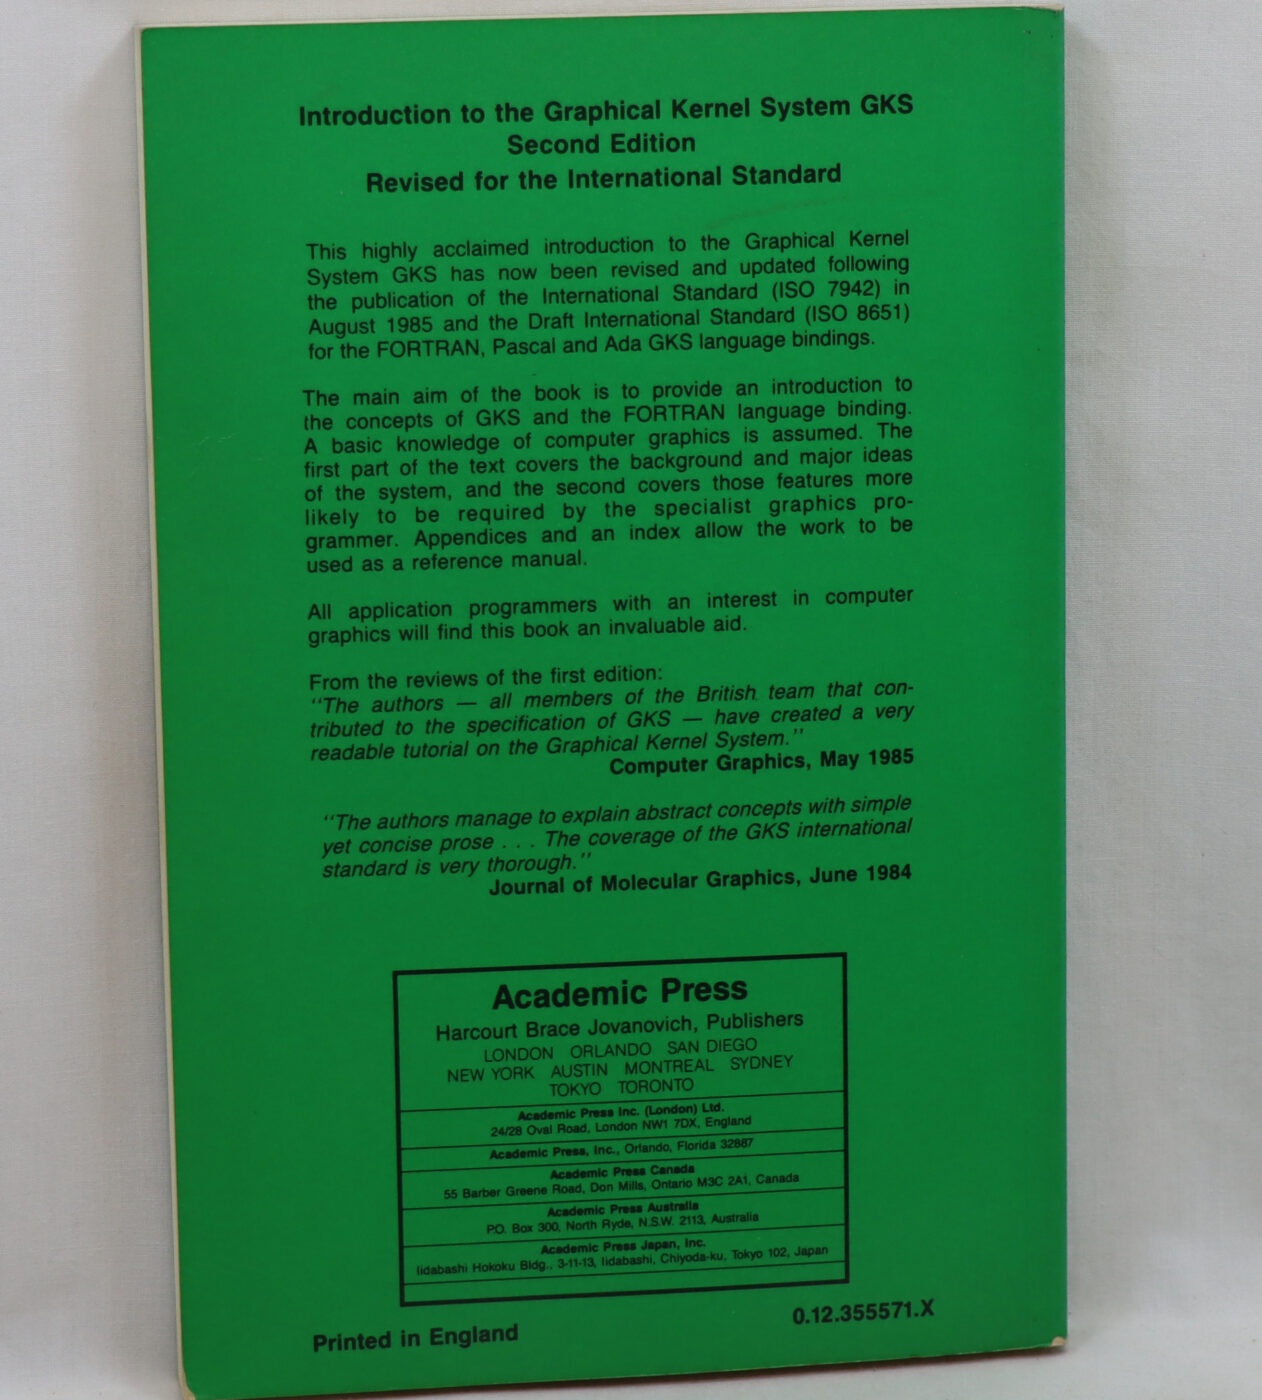 Introduction to the Graphical Kernel System GKS
Second Edition
Revised for the International Standard
This highly acclaimed introduction to the Graphical Kernel
System GKS has now been revised and updated following
the publication of the International Standard (ISO 7942) in
August 1985 and the Draft International Standard (ISO 8651)
for the FORTRAN, Pascal and Ada GKS language bindings.
The main aim of the book is to provide an introduction to
the concepts of GKS and the FORTRAN language binding.
A basic knowledge of computer graphics is assumed. The
first part of the text covers the background and major ideas
of the system, and the second covers those features more
likely to be required by the specialist graphics pro-
grammer. Appendices and an index allow the work to be
used as a reference manual.
All application programmers with an interest in computer
graphics will find this book an invaluable aid.
From the reviews of the first edition:
"The authors — all members of the British team that con-
tributed to the specification of GKS — have created a very
readable tutorial on the Graphical Kernel System."
Computer Graphics, May 1985
"The authors manage to explain abstract concepts with simple
yet concise prose . . . The coverage of the GKS international
standard is very thorough."
Journal of Molecular Graphics, June 1984
Academic Press
Harcourt Brace Jovanovich, Publishers
LONDON ORLANDO SAN DIEGO
NEW YORK AUSTIN MONTREAL SYDNEY
TOKYO TORONTO
Academic Press Inc. (London) Ltd.
24/28 Oval Road, London NW1 7DX, England
Academic Press, Inc., Orlando, Florida 32887
Academic Press Canada
55 Barber Greene Road, Don Mills, Ontario M3C 2A1, Canada
Academic Press Australia
P.O. Box 300, North Ryde, N.S.W. 2113, Australia
Academic Press Japan, Inc.
Iidabashi Hokoku Bldg., 3-11-13, Iidabashi, Chiyoda-ku, Tokyo 102, Japan
Printed in England
0.12.355571.X